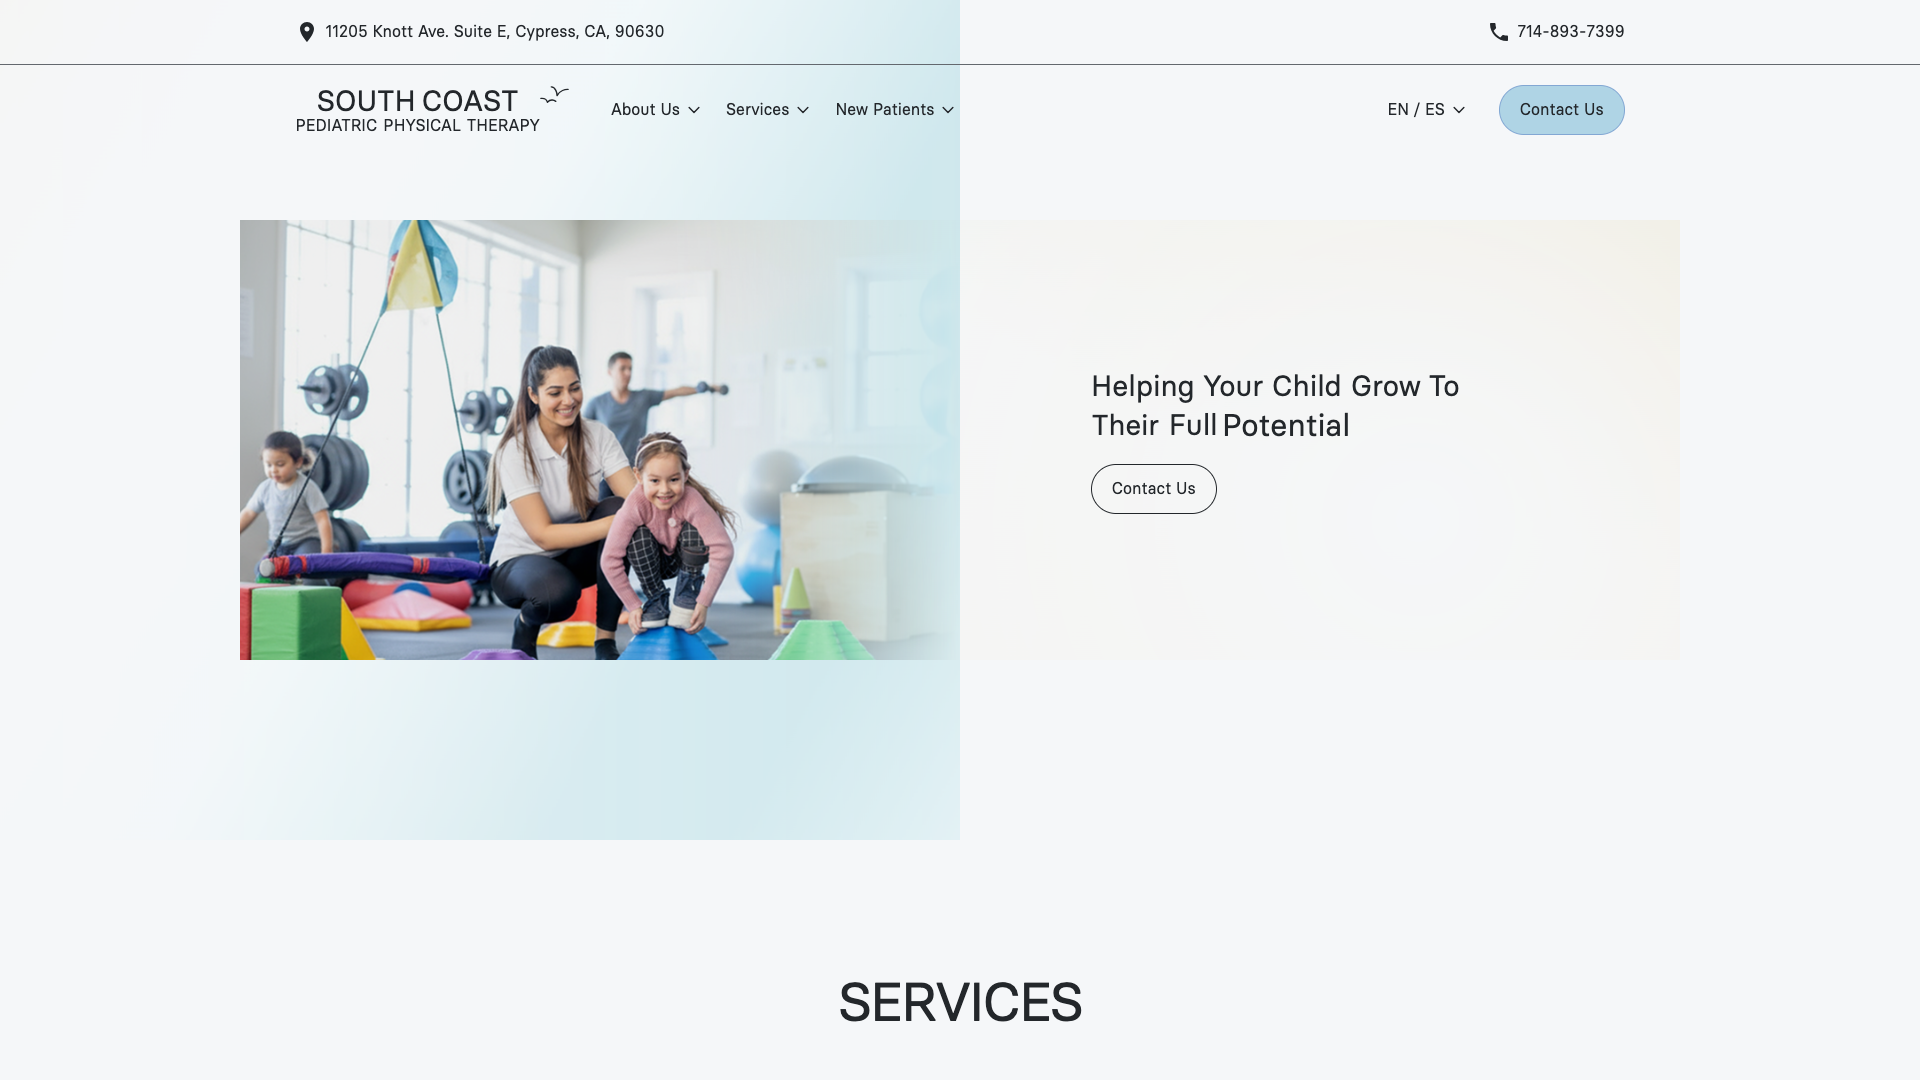 11205 Knott Ave. Suite E, Cypress, CA, 90630
714-893-7399
SOUTH COAST
PEDIATRIC PHYSICAL THERAPY
About Us
Services
New Patients
EN / ES
Contact Us
Helping Your Child Grow To
Their Full Potential
Contact Us
SERVICES